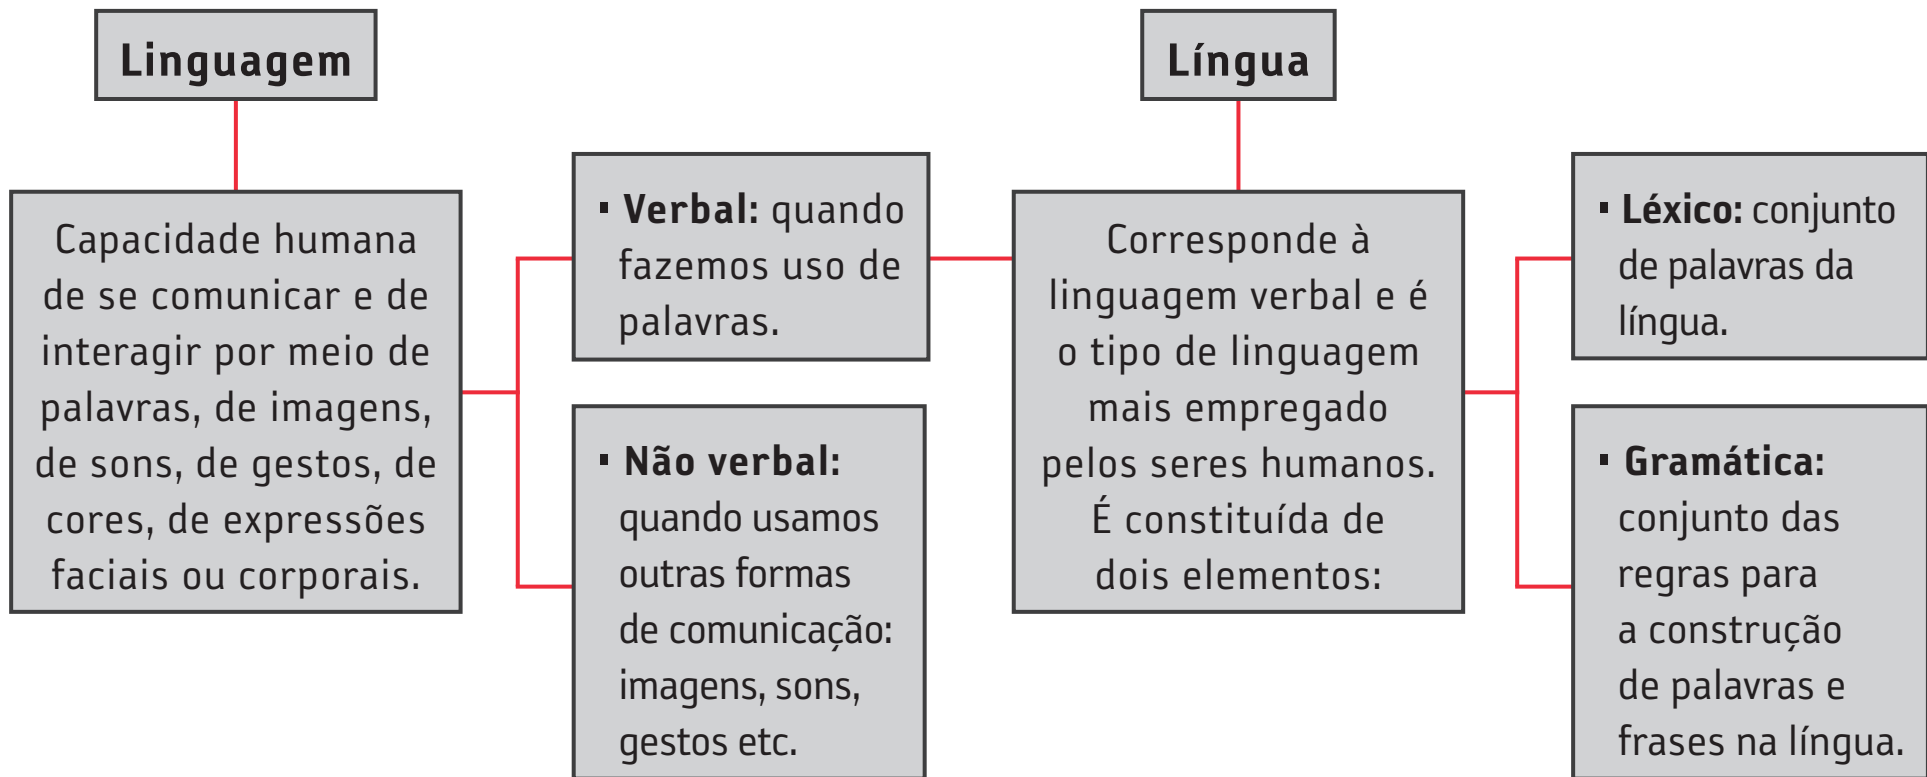 Linguagem
Capacidade humana
de se comunicar e de
interagir por meio de
palavras, de imagens,
de sons, de gestos, de
cores, de expressões
faciais ou corporais.
▪ Verbal: quando
fazemos uso de
palavras.
▪ Não verbal:
quando usamos
outras formas
de comunicação:
imagens, sons,
gestos etc.
Língua
Corresponde à
linguagem verbal e é
o tipo de linguagem
mais empregado
pelos seres humanos.
É constituída de
dois elementos:
▪ Léxico: conjunto
de palavras da
língua.
▪ Gramática:
conjunto das
regras para
a construção
de palavras e
frases na língua.